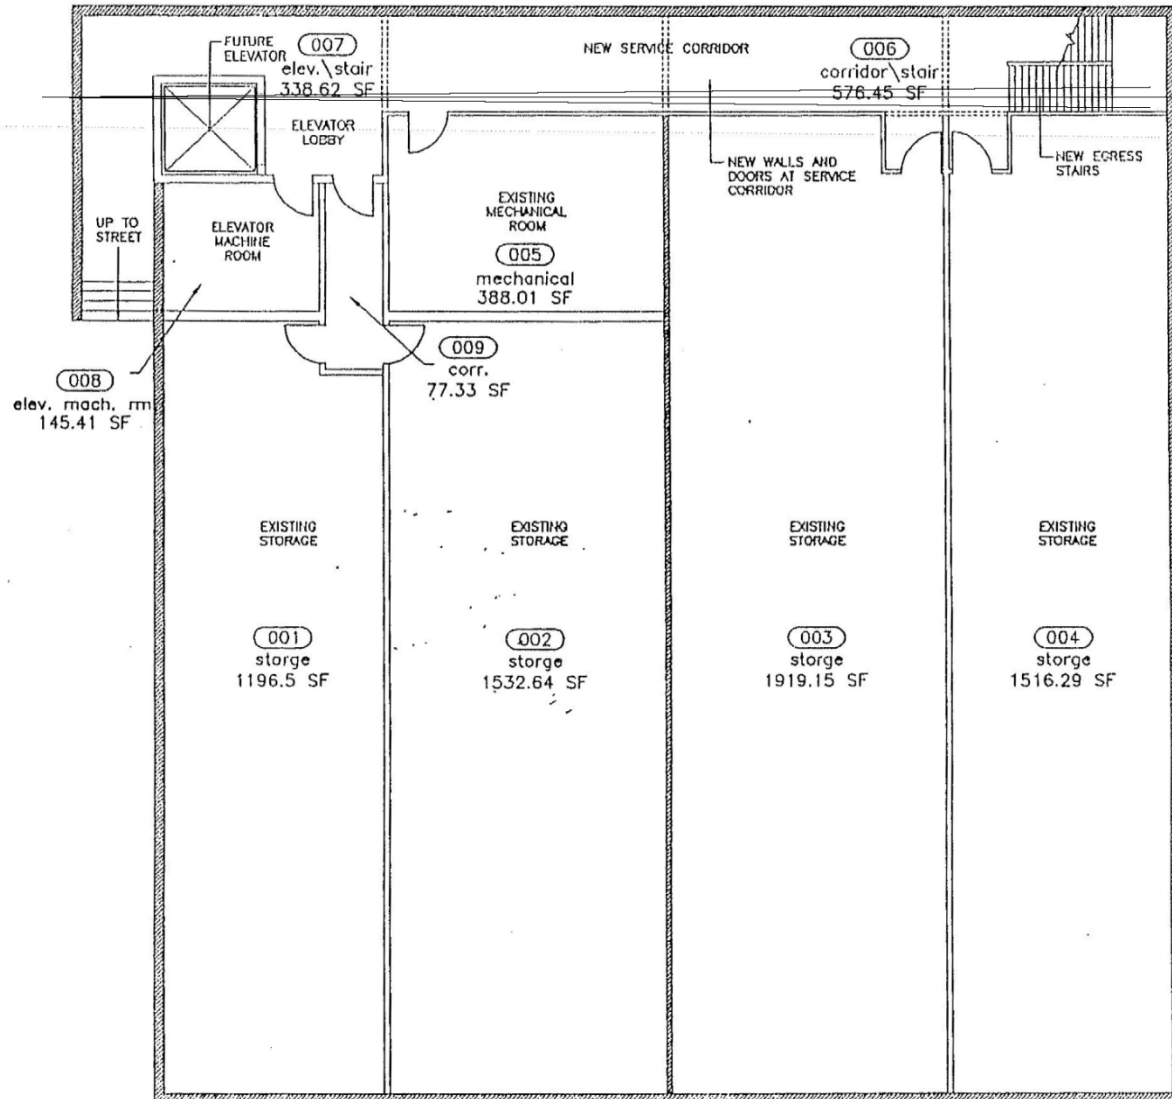 FUTURE
ELEVATOR
007
elev.\stair
338.62 SF
NEW SERVICE CORRIDOR
006
corridor\stair
576.45 SF
ELEVATOR
LOBBY
NEW WALLS AND
DOORS AT SERVICE
CORRIDOR
NEW EGRESS
STAIRS
UP TO
STREET
ELEVATOR
MACHINE
ROOM
EXISTING
MECHANICAL
ROOM
005
mechanical
388.01 SF
008
elev. mach. rm
145.41 SF
009
corr.
77.33 SF
EXISTING
STORAGE
EXISTING
STORAGE
EXISTING
STORAGE
EXISTING
STORAGE
001
storge
1196.5 SF
002
storge
1532.64 SF
003
storge
1919.15 SF
004
storge
1516.29 SF